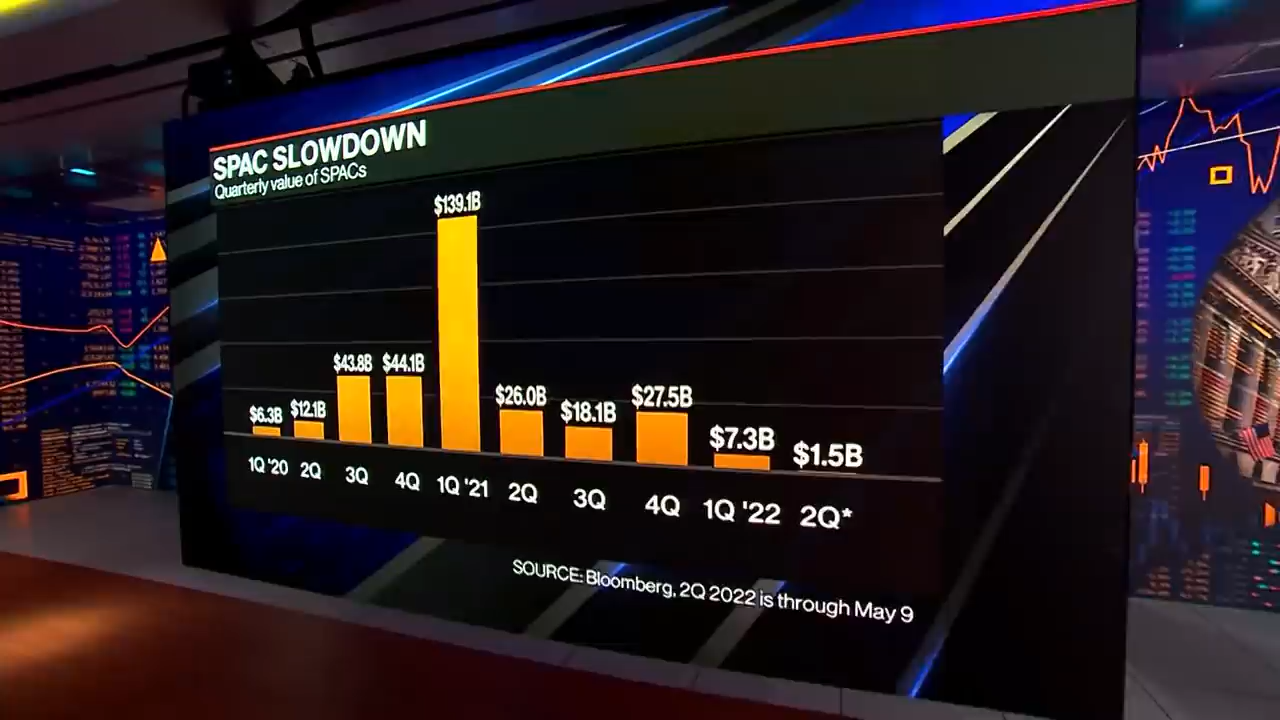 SPAC SLOWDOWN
Quarterly value of SPACs
$6.3B $12.1B $43.8B $44.1B $139.1B $26.0B $18.1B $27.5B $7.3B $1.5B
1Q '20 2Q 3Q 4Q 1Q '21 2Q 3Q 4Q 1Q '22 2Q*
SOURCE: Bloomberg, 2Q 2022 is through May 9